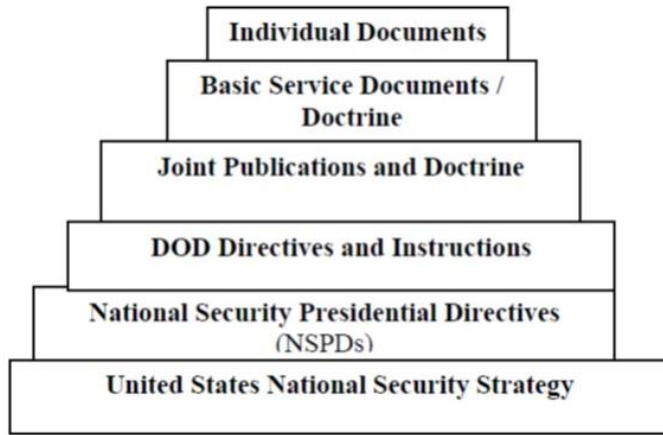 Individual Documents
Basic Service Documents /
Doctrine
Joint Publications and Doctrine
DOD Directives and Instructions
National Security Presidential Directives
(NSPDs)
United States National Security Strategy